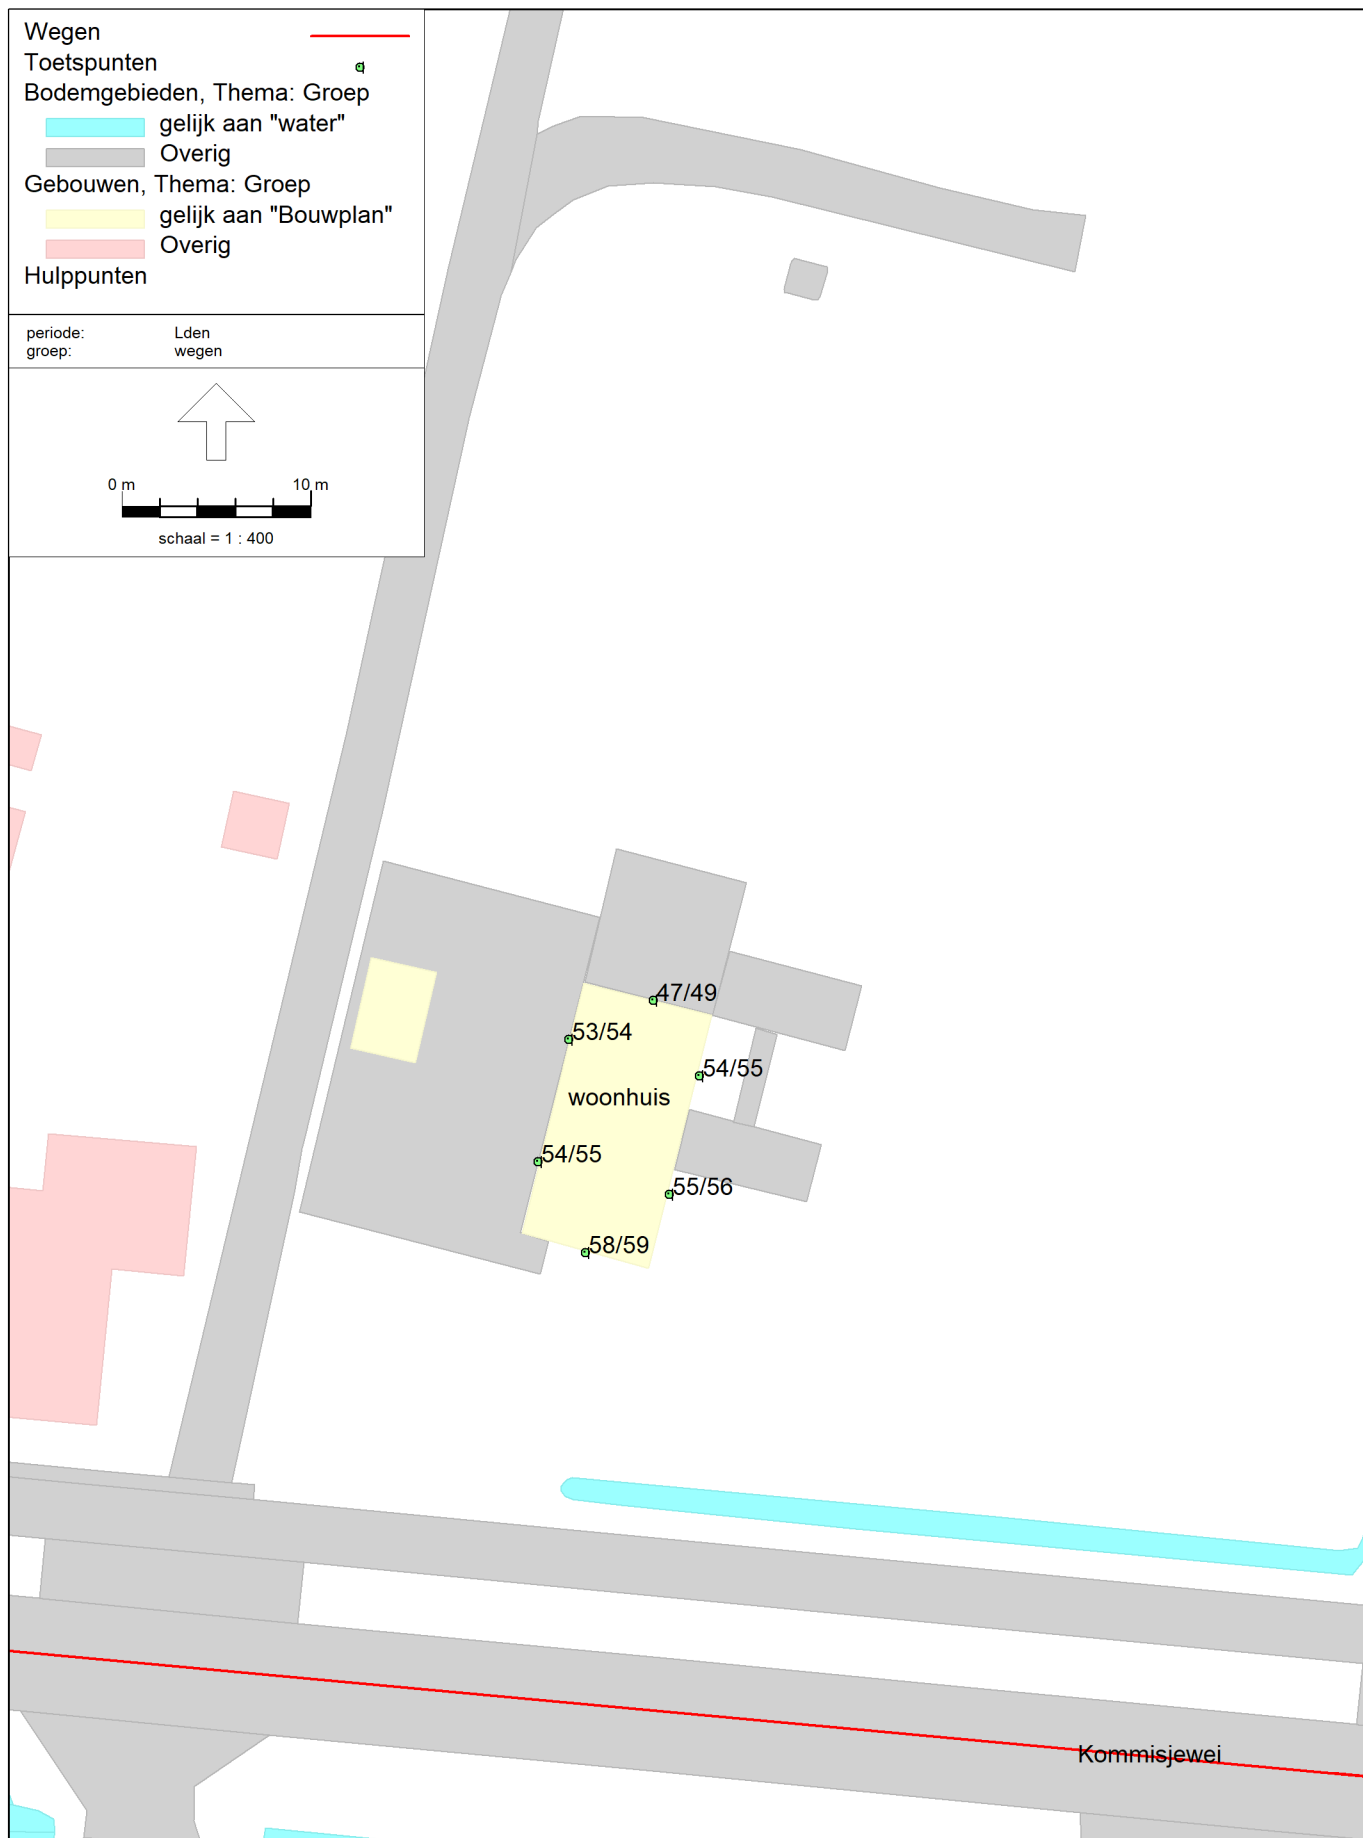 Wegen
Toetspunten
Bodemgebieden, Thema: Groep
gelijk aan "water"
Overig
Gebouwen, Thema: Groep
gelijk aan "Bouwplan"
Overig
Hulppunten
periode: Lden
groep: wegen
0 m 10 m
schaal = 1 : 400
47/49
53/54
54/55
woonhuis
54/55
55/56
58/59
Kommisjewei